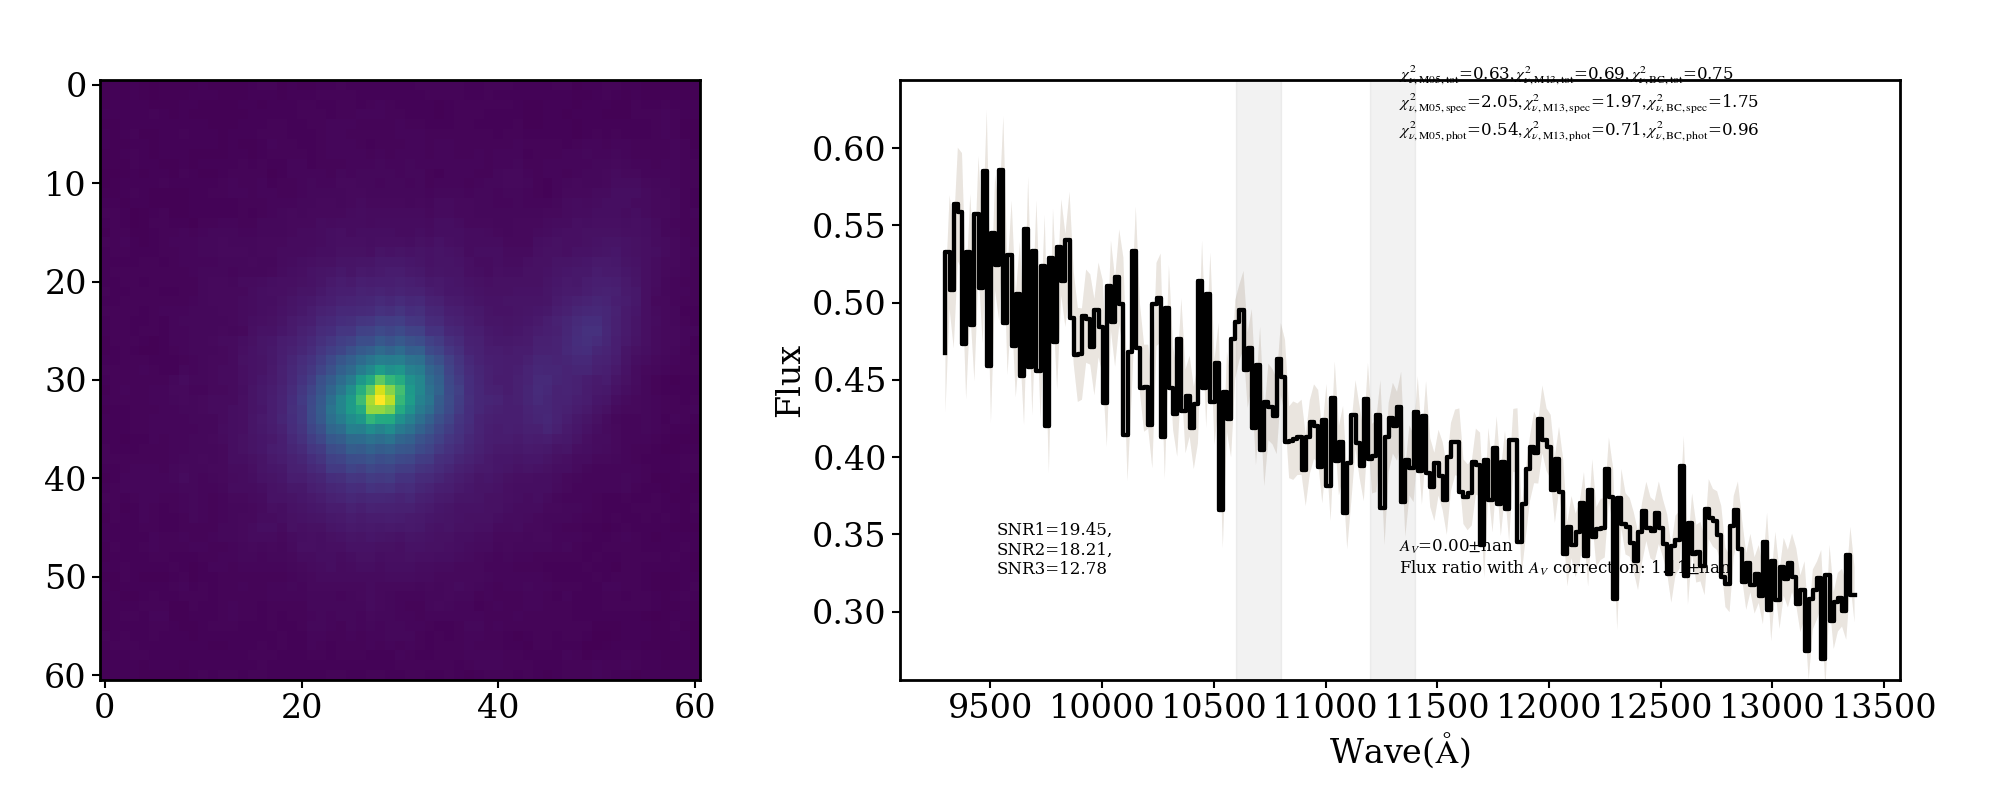 0
10
20
30
40
50
60
0 20 40 60
0.60
0.55
0.50
0.45
0.40
0.35
0.30
Flux
9500 10000 10500 11000 11500 12000 12500 13000 13500
Wave(Å)
χ²ν,M05,tot=0.63,χ²ν,M13,tot=0.69,χ²ν,BC,tot=0.75
χ²ν,M05,spec=2.05,χ²ν,M13,spec=1.97,χ²ν,BC,spec=1.75
χ²ν,M05,phot=0.54,χ²ν,M13,phot=0.71,χ²ν,BC,phot=0.96
SNR1=19.45,
SNR2=18.21,
SNR3=12.78
AV=0.00±nan
Flux ratio with AV correction: 1.11±nan